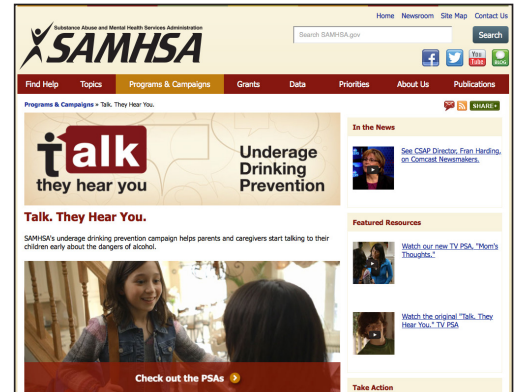 Home Newsroom Site Map Contact Us
Substance Abuse and Mental Health Services Administration
SAMHSA
Search SAMHSA.gov
Search
You Tube
BLOG
Find Help Topics Programs & Campaigns Grants Data Priorities About Us Publications
Programs & Campaigns » Talk. They Hear You.
SHARE+
talk
they hear you
Underage
Drinking
Prevention
Talk. They Hear You.
SAMHSA's underage drinking prevention campaign helps parents and caregivers start talking to their
children early about the dangers of alcohol.
Check out the PSAs
In the News
See CSAP Director, Fran Harding,
on Comcast Newsmakers.
Featured Resources
Watch our new TV PSA, "Mom's
Thoughts."
Watch the original "Talk. They
Hear You." TV PSA
Take Action